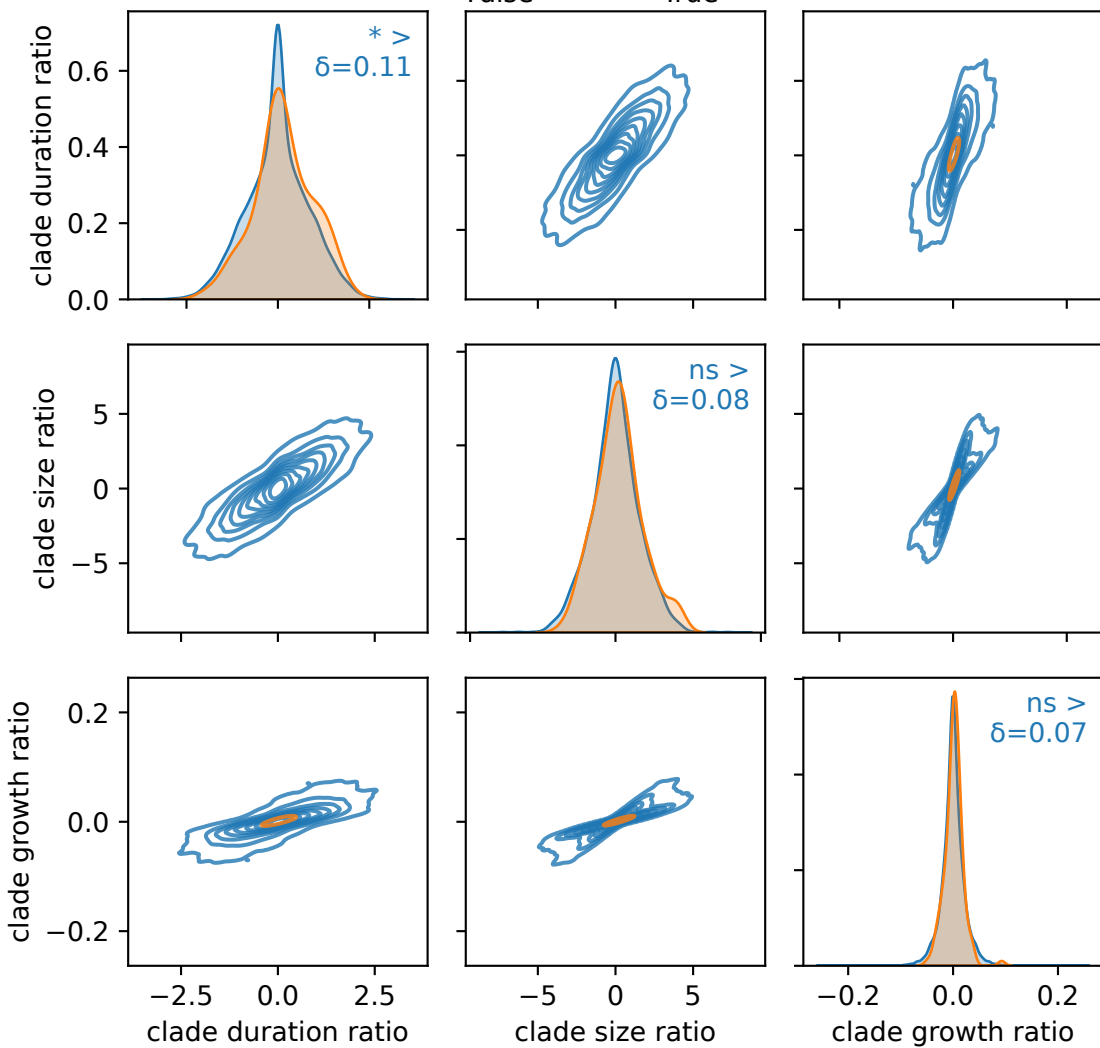 raise True
clade duration ratio
0.6
0.4
0.2
0.0
* >
δ=0.11
clade size ratio
5
0
−5
ns >
δ=0.08
clade growth ratio
0.2
0.0
−0.2
ns >
δ=0.07
−2.5 0.0 2.5
−5 0 5
−0.2 0.0 0.2
clade duration ratio
clade size ratio
clade growth ratio